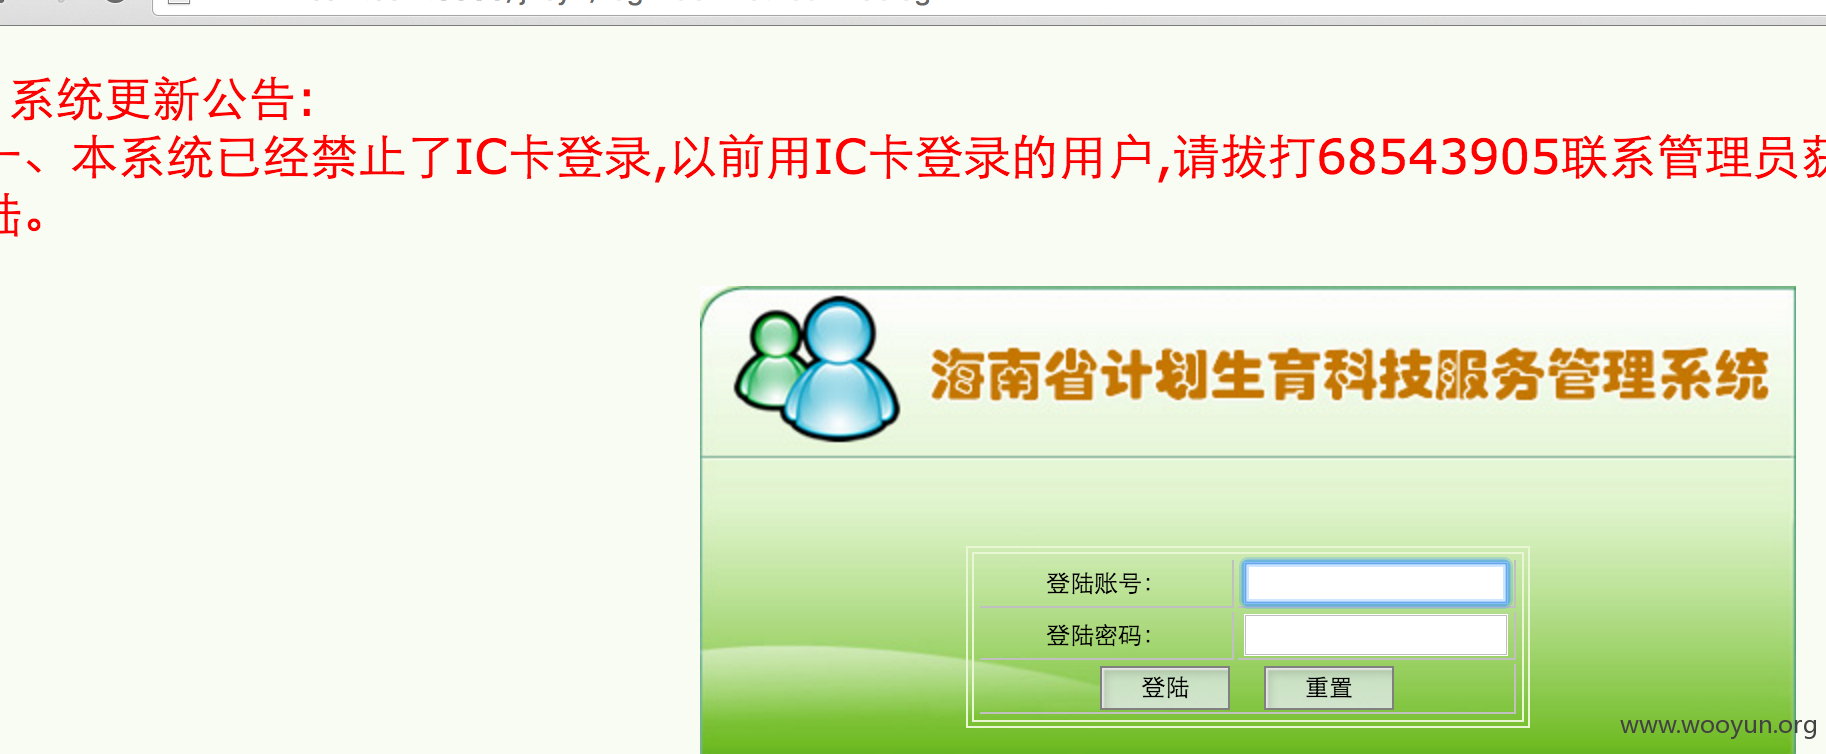 系统更新公告:
一、本系统已经禁止了IC卡登录,以前用IC卡登录的用户,请拨打68543905联系管理员获
陆。
海南省计划生育科技服务管理系统
登陆账号:
登陆密码:
登陆 重置
www.wooyun.org